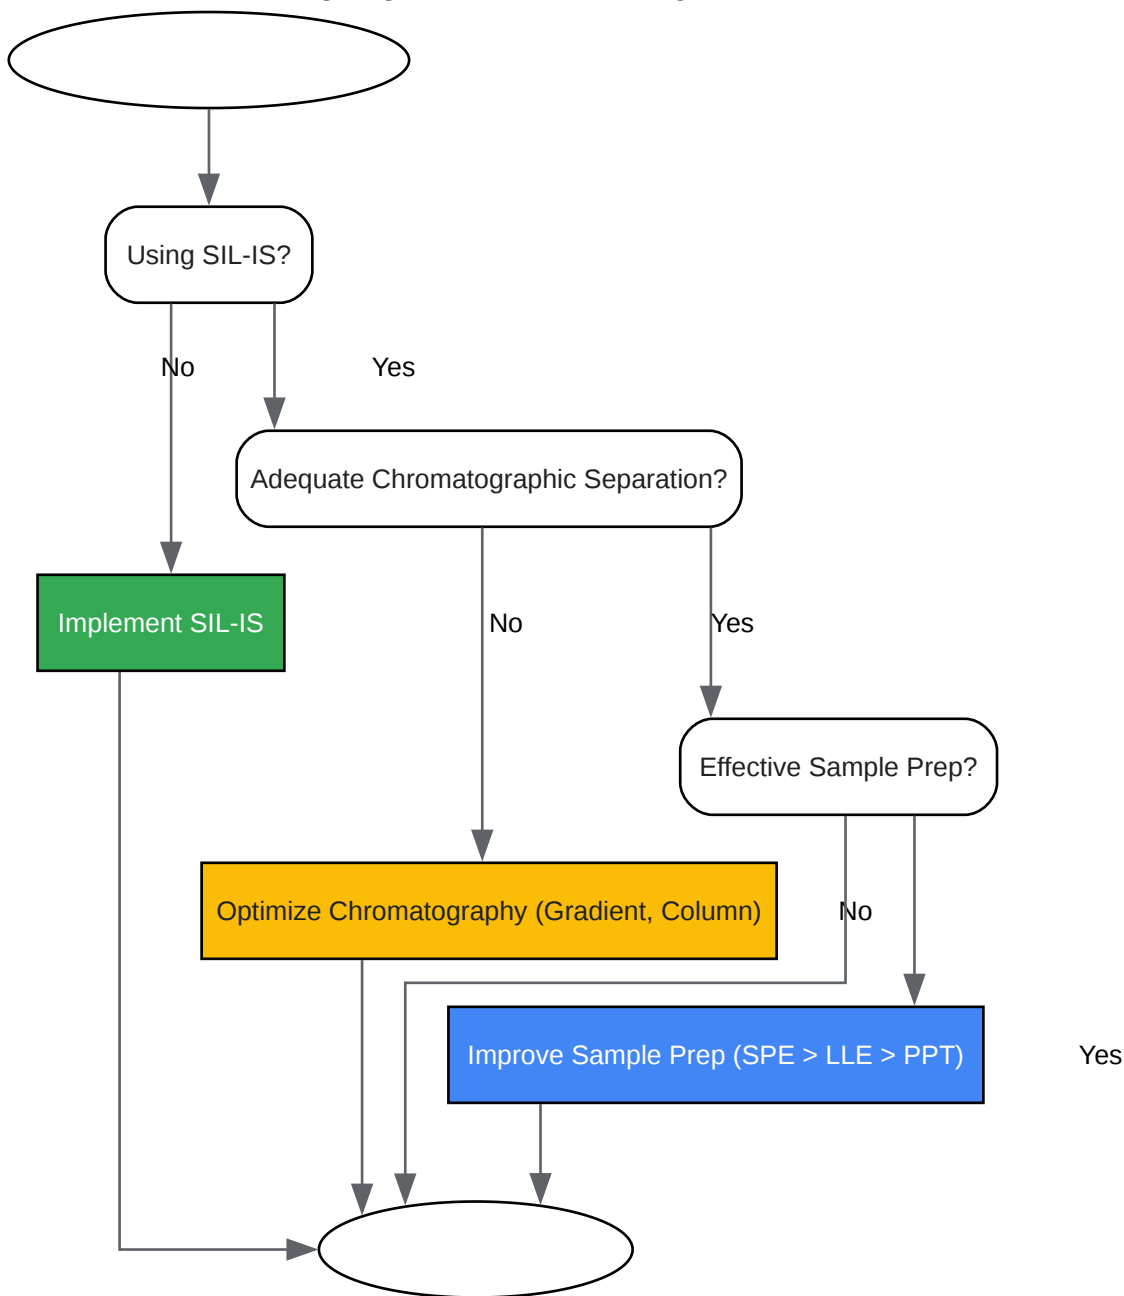 Using SIL-IS?
No
Yes
Adequate Chromatographic Separation?
Implement SIL-IS
No
Yes
Effective Sample Prep?
Optimize Chromatography (Gradient, Column)
No
Improve Sample Prep (SPE > LLE > PPT)
Yes